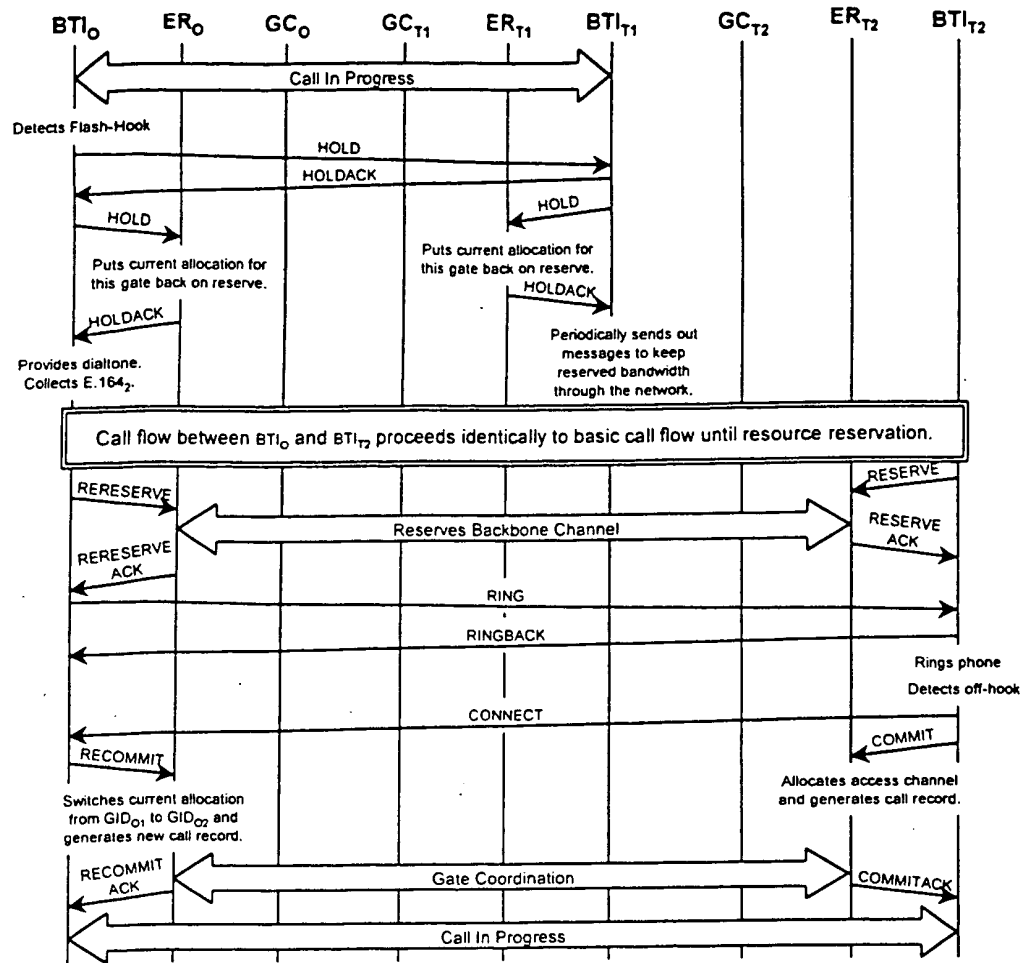 BTI_O ER_O GC_O GC_T1 ER_T1 BTI_T1 GC_T2 ER_T2 BTI_T2
Call In Progress
Detects Flash-Hook
HOLD
HOLDACK
HOLD
HOLD
Puts current allocation for
this gate back on reserve.
Puts current allocation for
this gate back on reserve.
HOLDACK
HOLDACK
Provides dialtone.
Collects E.164₂.
Periodically sends out
messages to keep
reserved bandwidth
through the network.
Call flow between BTI_O and BTI_T2 proceeds identically to basic call flow until resource reservation.
RERESERVE
RESERVE
Reserves Backbone Channel
RESERVE
ACK
RERESERVE
ACK
RING
RINGBACK
Rings phone
Detects off-hook
CONNECT
RECOMMIT
COMMIT
Switches current allocation
from GID_O1 to GID_O2 and
generates new call record.
Allocates access channel
and generates call record.
RECOMMIT
ACK
Gate Coordination
COMMITACK
Call In Progress